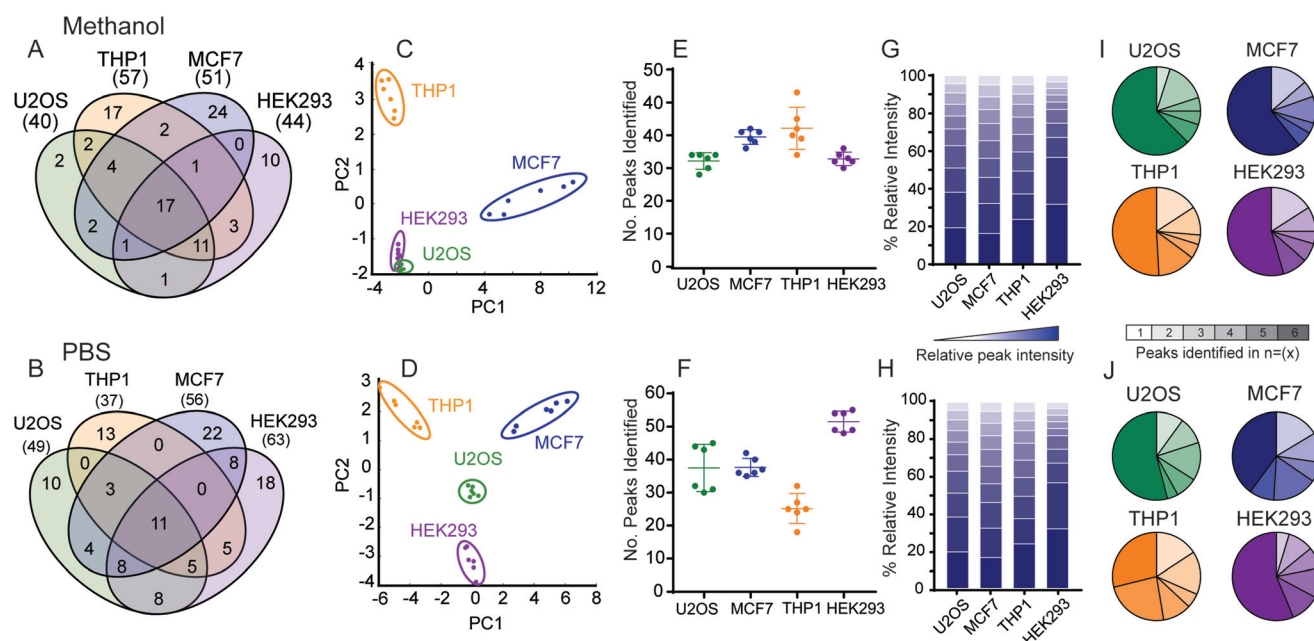 Methanol
A
THP1
(57)
MCF7
(51)
U2OS
(40)
HEK293
(44)
17
24
2
2
2
0
10
4
1
17
2
3
1
11
1
C
4
3
2
1
0
-1
-2
PC2
THP1
MCF7
HEK293
U2OS
-4
0
4
8
12
PC1
E
50
40
30
20
10
0
No. Peaks Identified
U2OS
MCF7
THP1
HEK293
G
100
80
60
40
20
0
% Relative Intensity
U2OS
MCF7
THP1
HEK293
Relative peak intensity
I
U2OS
MCF7
THP1
HEK293
1 2 3 4 5 6
Peaks identified in n=(x)
PBS
B
THP1
(37)
MCF7
(56)
U2OS
(49)
HEK293
(63)
13
0
22
0
8
10
18
3
0
11
4
5
8
5
8
D
3
2
1
0
-1
-2
-3
-4
PC2
THP1
MCF7
U2OS
HEK293
-6
-4
-2
0
2
4
6
8
PC1
F
60
50
40
30
20
10
0
No. Peaks Identified
U2OS
MCF7
THP1
HEK293
H
100
80
60
40
20
0
% Relative Intensity
U2OS
MCF7
THP1
HEK293
J
U2OS
MCF7
THP1
HEK293